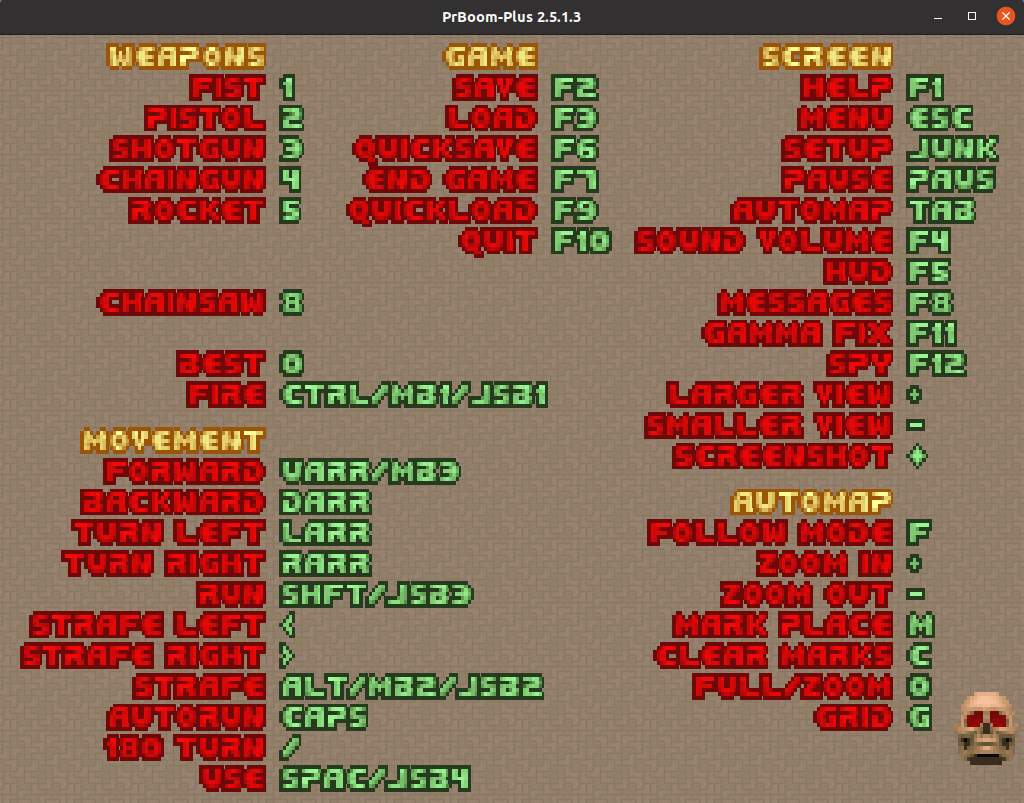 PrBoom-Plus 2.5.1.3
WEAPONS
FIST 1
PISTOL 2
SHOTGUN 3
CHAINGUN 4
ROCKET 5
CHAINSAW 8
BEST 0
FIRE CTRL/MB1/JSB1
MOVEMENT
FORWARD UARR/MB3
BACKWARD DARR
TURN LEFT LARR
TURN RIGHT RARR
RUN SHFT/JSB3
STRAFE LEFT <
STRAFE RIGHT >
STRAFE ALT/MB2/JSB2
AUTORUN CAPS
180 TURN /
USE SPAC/JSB4
GAME
SAVE F2
LOAD F3
QUICKSAVE F6
END GAME F7
QUICKLOAD F9
QUIT F10
SCREEN
HELP F1
MENU ESC
SETUP JUNK
PAUSE PAUS
AUTOMAP TAB
SOUND VOLUME F4
HUD F5
MESSAGES F8
GAMMA FIX F11
SPY F12
LARGER VIEW +
SMALLER VIEW -
SCREENSHOT ♦
AUTOMAP
FOLLOW MODE F
ZOOM IN +
ZOOM OUT -
MARK PLACE M
CLEAR MARKS C
FULL/ZOOM 0
GRID G